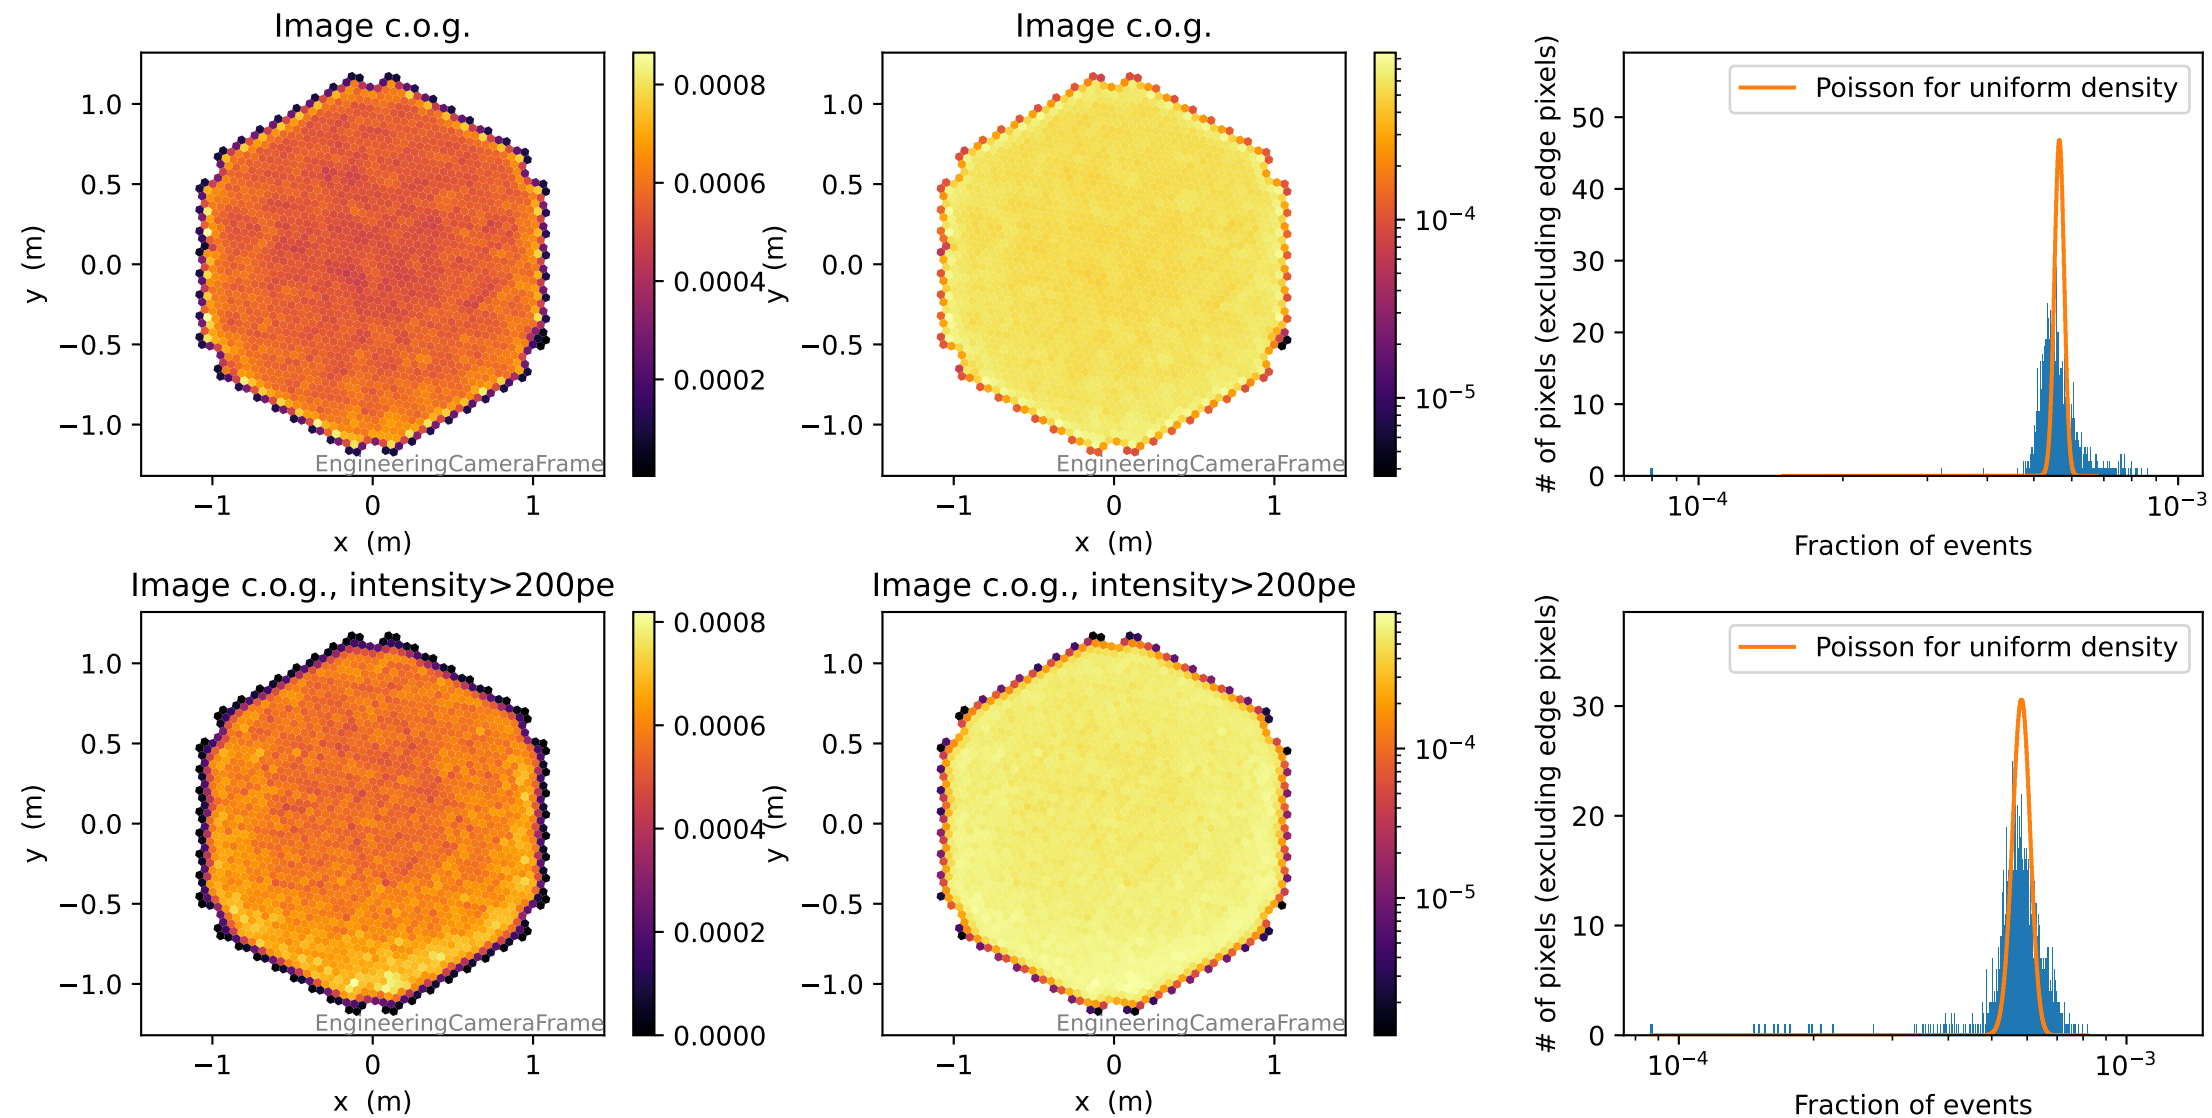 Image c.o.g.
1.0
0.5
0.0
−0.5
−1.0
y (m)
−1
0
1
x (m)
EngineeringCameraFrame
0.0008
0.0006
0.0004
0.0002
Image c.o.g.
1.0
0.5
0.0
−0.5
−1.0
y (m)
−1
0
1
x (m)
EngineeringCameraFrame
10⁻⁴
10⁻⁵
Poisson for uniform density
50
40
30
20
10
0
# of pixels (excluding edge pixels)
10⁻⁴
10⁻³
Fraction of events
Image c.o.g., intensity>200pe
1.0
0.5
0.0
−0.5
−1.0
y (m)
−1
0
1
x (m)
EngineeringCameraFrame
0.0008
0.0006
0.0004
0.0002
0.0000
Image c.o.g., intensity>200pe
1.0
0.5
0.0
−0.5
−1.0
y (m)
−1
0
1
x (m)
EngineeringCameraFrame
10⁻⁴
10⁻⁵
Poisson for uniform density
30
20
10
0
# of pixels (excluding edge pixels)
10⁻⁴
10⁻³
Fraction of events